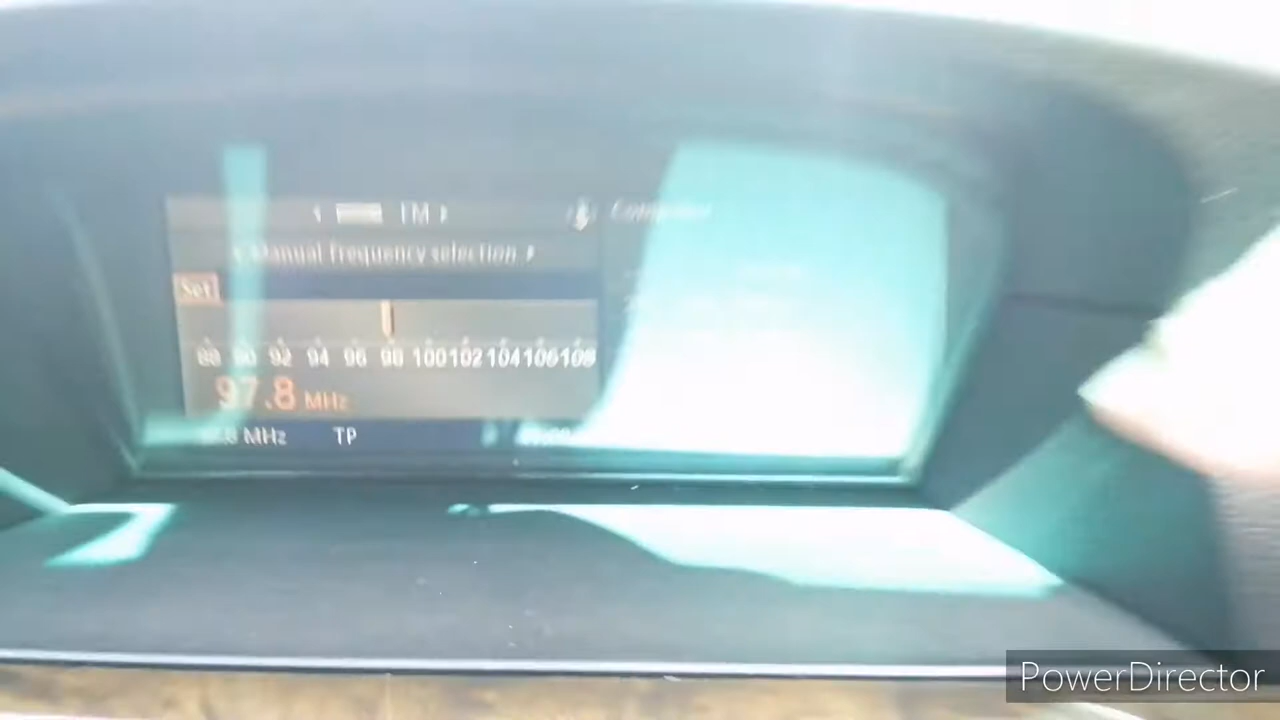 FM
Manual frequency selection
Set
88 90 92 94 96 98 100 102 104 106 108
97.8 MHz
MHz TP
PowerDirector